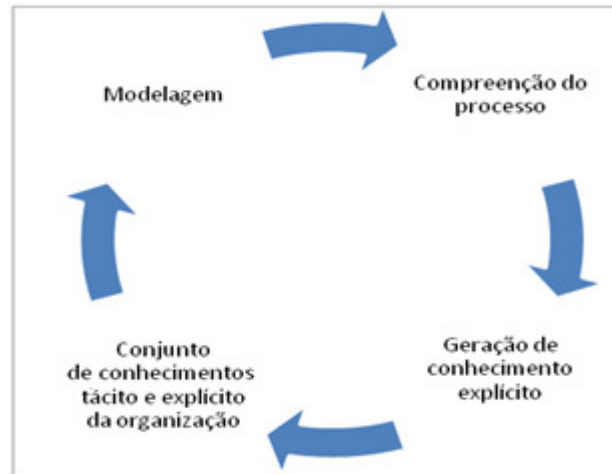 Modelagem
Compreenção do
processo
Geração de
conhecimento
explícito
Conjunto
de conhecimentos
tácito e explícito
da organização